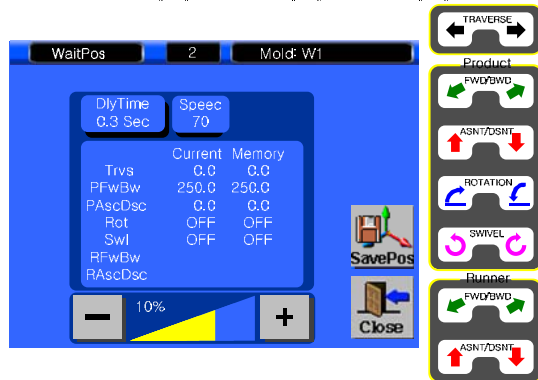 WaitPos 2 Mold: W1
DlyTime
0.3 Sec
Speec
70
Current Memory
Trvs 0.0 0.0
PFwBw 250.0 250.0
PAscDsc 0.0 0.0
Rot OFF OFF
Swl OFF OFF
RFwBw
RAscDsc
10%
SavePos
Close
TRAVERSE
Product
FWD/BWD
ASNT/DSNT
ROTATION
SWIVEL
Runner
FWD/BWD
ASNT/DSNT